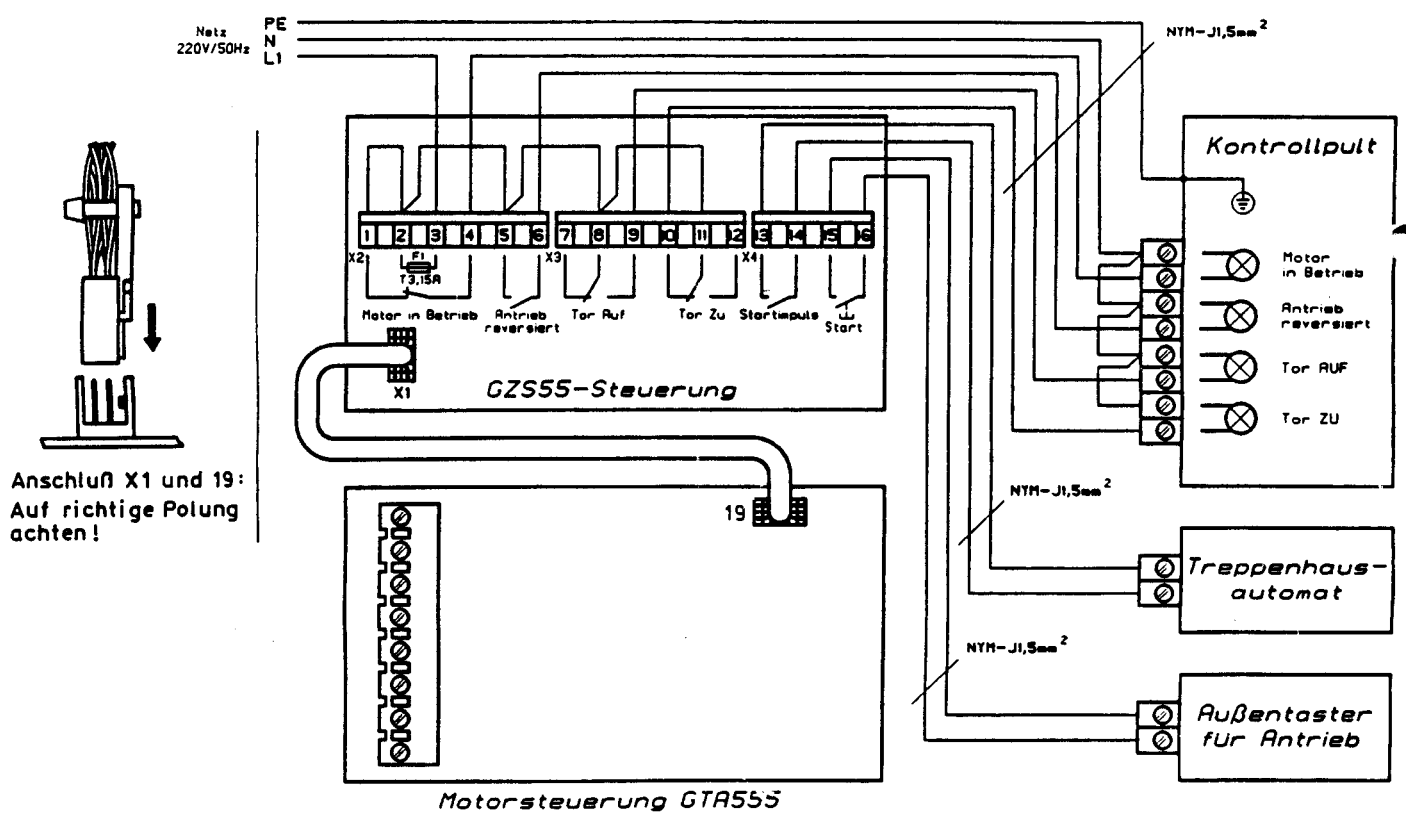 Netz
220V/50Hz
PE
N
L1
NYM-J1,5mm²
Kontrollpult
1 2 3 4 5 6 7 8 9 10 11 12 13 14 15 16
X2 F1 X3 X4
T3,15A
Motor in Betrieb
Antrieb
reversiert
Tor Auf
Tor Zu
Startimpuls
Start
Motor
in Betrieb
Antrieb
reversiert
Tor AUF
Tor ZU
X1
GZS55-Steuerung
Anschluß X1 und 19:
Auf richtige Polung
achten!
19
NYM-J1,5mm²
Treppenhaus-
automat
NYM-J1,5mm²
Außentaster
für Antrieb
Motorsteuerung GTA555